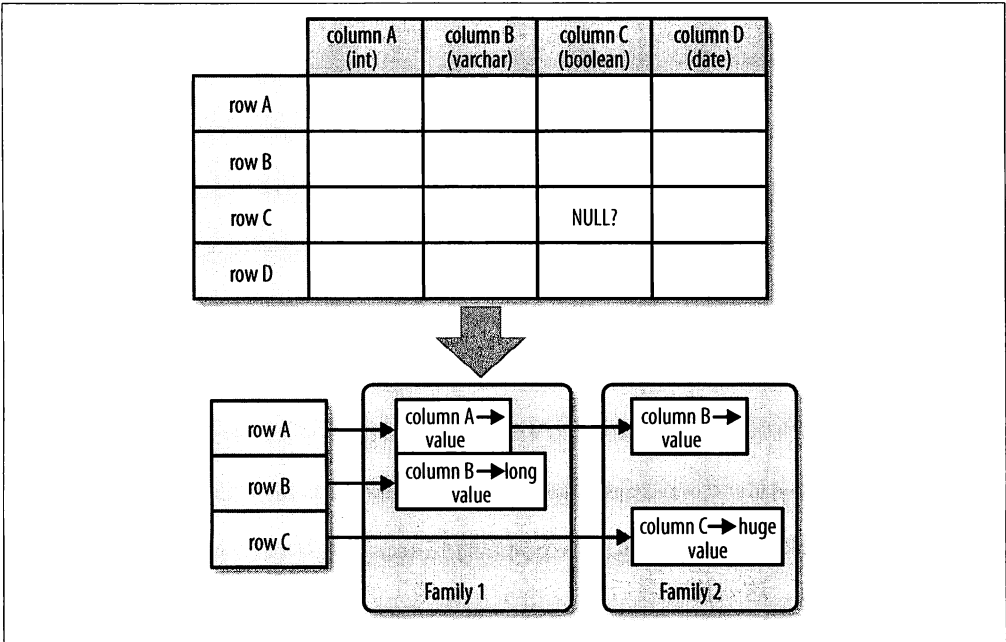 column A
(int)
column B
(varchar)
column C
(boolean)
column D
(date)
row A
row B
row C
NULL?
row D
row A
column A→
value
column B→
value
row B
column B→long
value
row C
column C→huge
value
Family 1
Family 2